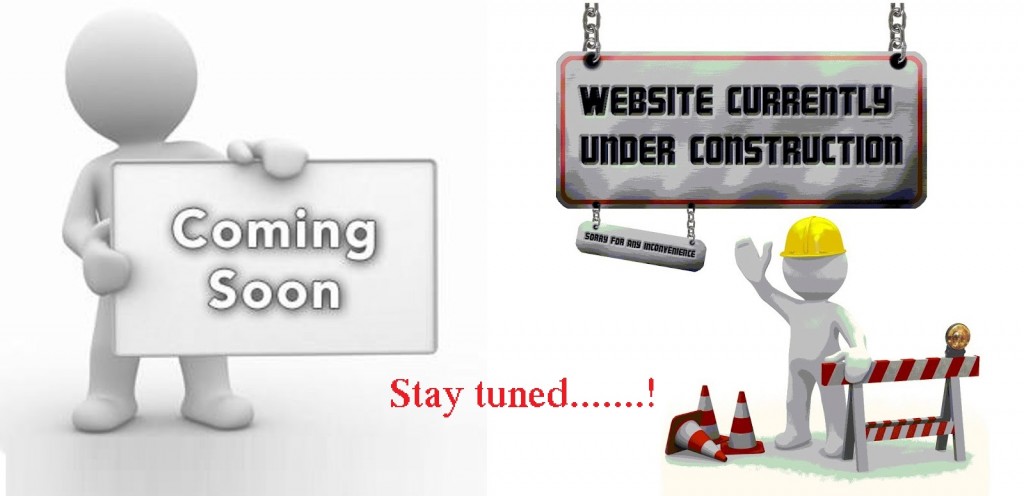 Coming
Soon
WEBSITE CURRENTLY
UNDER CONSTRUCTION
SORRY FOR ANY INCONVENIENCE
Stay tuned.......!